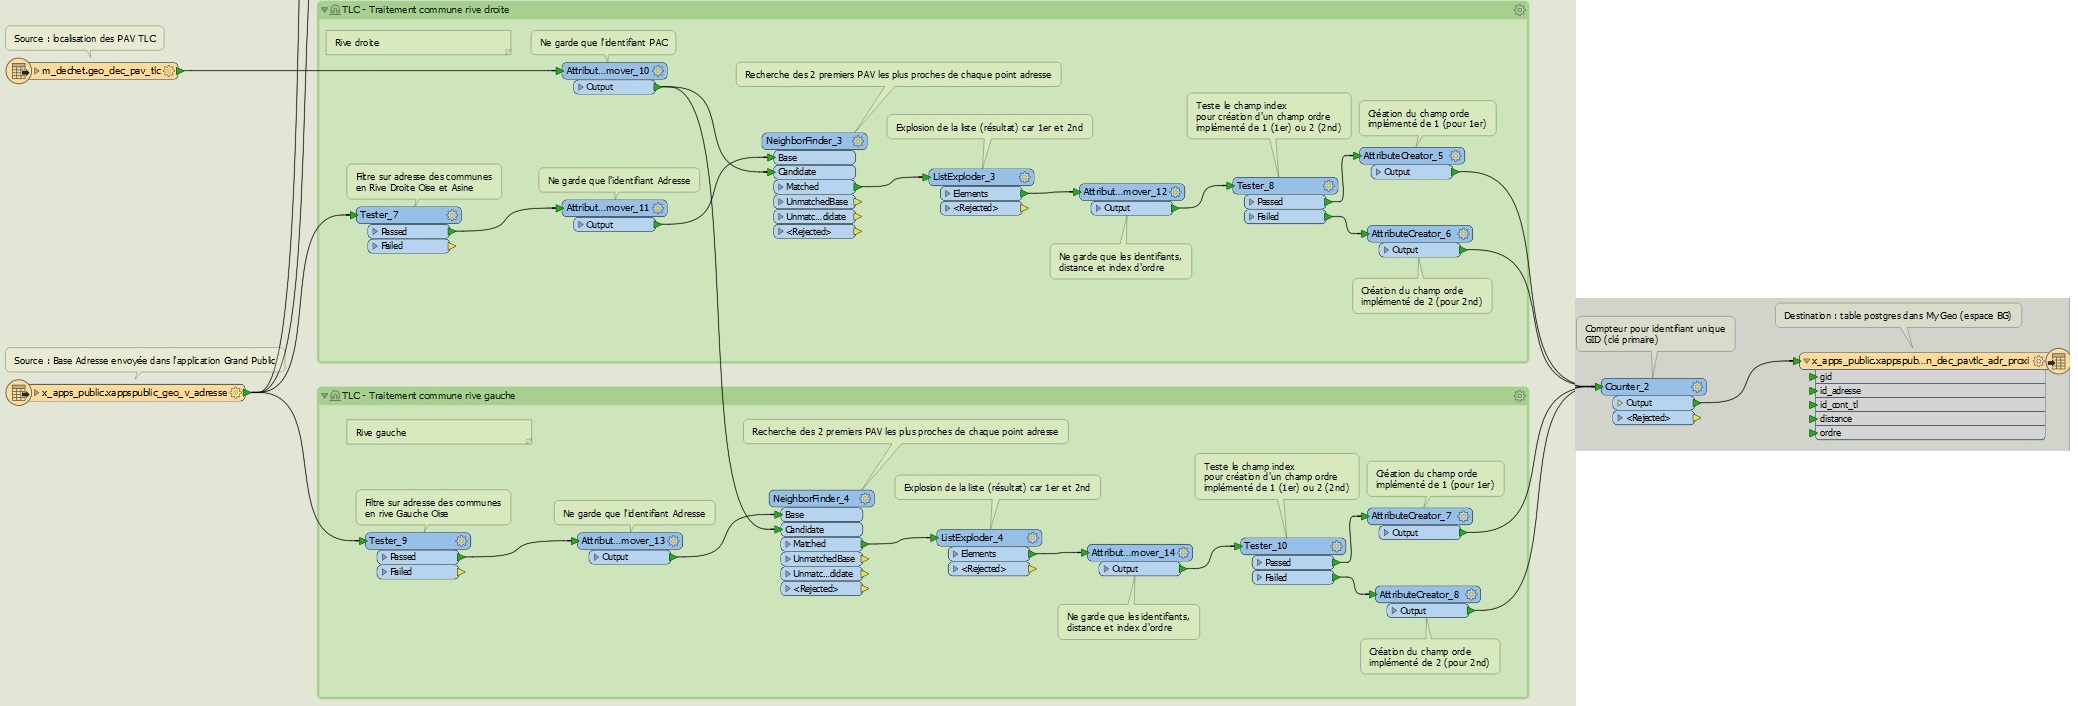 TLC - Traitement commune rive droite
Source : localisation des PAV TLC
m_dechet.geo_dec_pav_tlc
Rive droite
Ne garde que l'identifiant PAC
Attribut...mover_10
Output
Recherche des 2 premiers PAV les plus proches de chaque point adresse
NeighborFinder_3
Base
Candidate
Matched
UnmatchedBase
Unmatc...didate
<Rejected>
Filtre sur adresse des communes
en Rive Droite Oise et Asine
Tester_7
Passed
Failed
Ne garde que l'identifiant Adresse
Attribut...mover_11
Output
Explosion de la liste (résultat) car 1er et 2nd
ListExploder_3
Elements
<Rejected>
Attribut...mover_12
Output
Ne garde que les identifiants,
distance et index d'ordre
Teste le champ index
pour création d'un champ ordre
implémenté de 1 (1er) ou 2 (2nd)
Tester_8
Passed
Failed
Création du champ orde
implémenté de 1 (pour 1er)
AttributeCreator_5
Output
AttributeCreator_6
Output
Création du champ orde
implémenté de 2 (pour 2nd)
Source : Base Adresse envoyée dans l'application Grand Public
x_apps_public.xappspublic_geo_v_adresse
TLC - Traitement commune rive gauche
Rive gauche
Recherche des 2 premiers PAV les plus proches de chaque point adresse
NeighborFinder_4
Base
Candidate
Matched
UnmatchedBase
Unmatc...didate
<Rejected>
Filtre sur adresse des communes
en rive Gauche Oise
Tester_9
Passed
Failed
Ne garde que l'identifiant Adresse
Attribut...mover_13
Output
Explosion de la liste (résultat) car 1er et 2nd
ListExploder_4
Elements
<Rejected>
Attribut...mover_14
Output
Ne garde que les identifiants,
distance et index d'ordre
Teste le champ index
pour création d'un champ ordre
implémenté de 1 (1er) ou 2 (2nd)
Tester_10
Passed
Failed
Création du champ orde
implémenté de 1 (pour 1er)
AttributeCreator_7
Output
AttributeCreator_8
Output
Création du champ orde
implémenté de 2 (pour 2nd)
Compteur pour identifiant unique
GID (clé primaire)
Counter_2
Output
<Rejected>
Destination : table postgres dans MyGeo (espace BG)
x_apps_public.xappspub...n_dec_pavtlc_adr_proxi
gid
id_adresse
id_cont_tl
distance
ordre